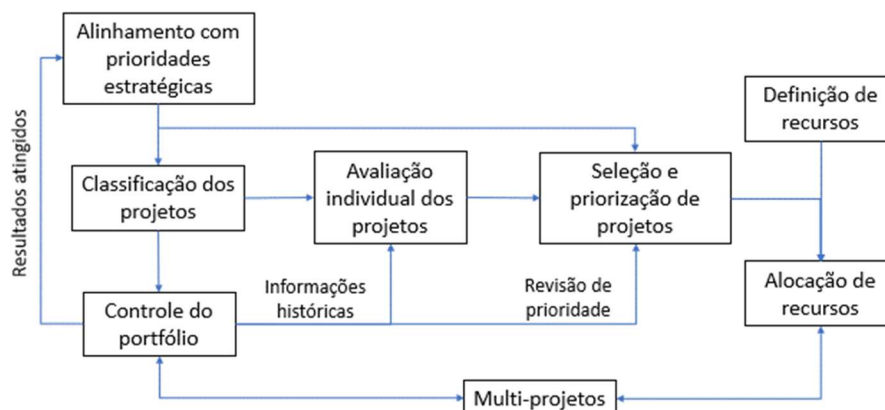 Alinhamento com
prioridades
estratégicas
Resultados atingidos
Definição de
recursos
Classificação dos
projetos
Avaliação
individual dos
projetos
Seleção e
priorização de
projetos
Informações
históricas
Revisão de
prioridade
Controle do
portfólio
Alocação de
recursos
Multi-projetos